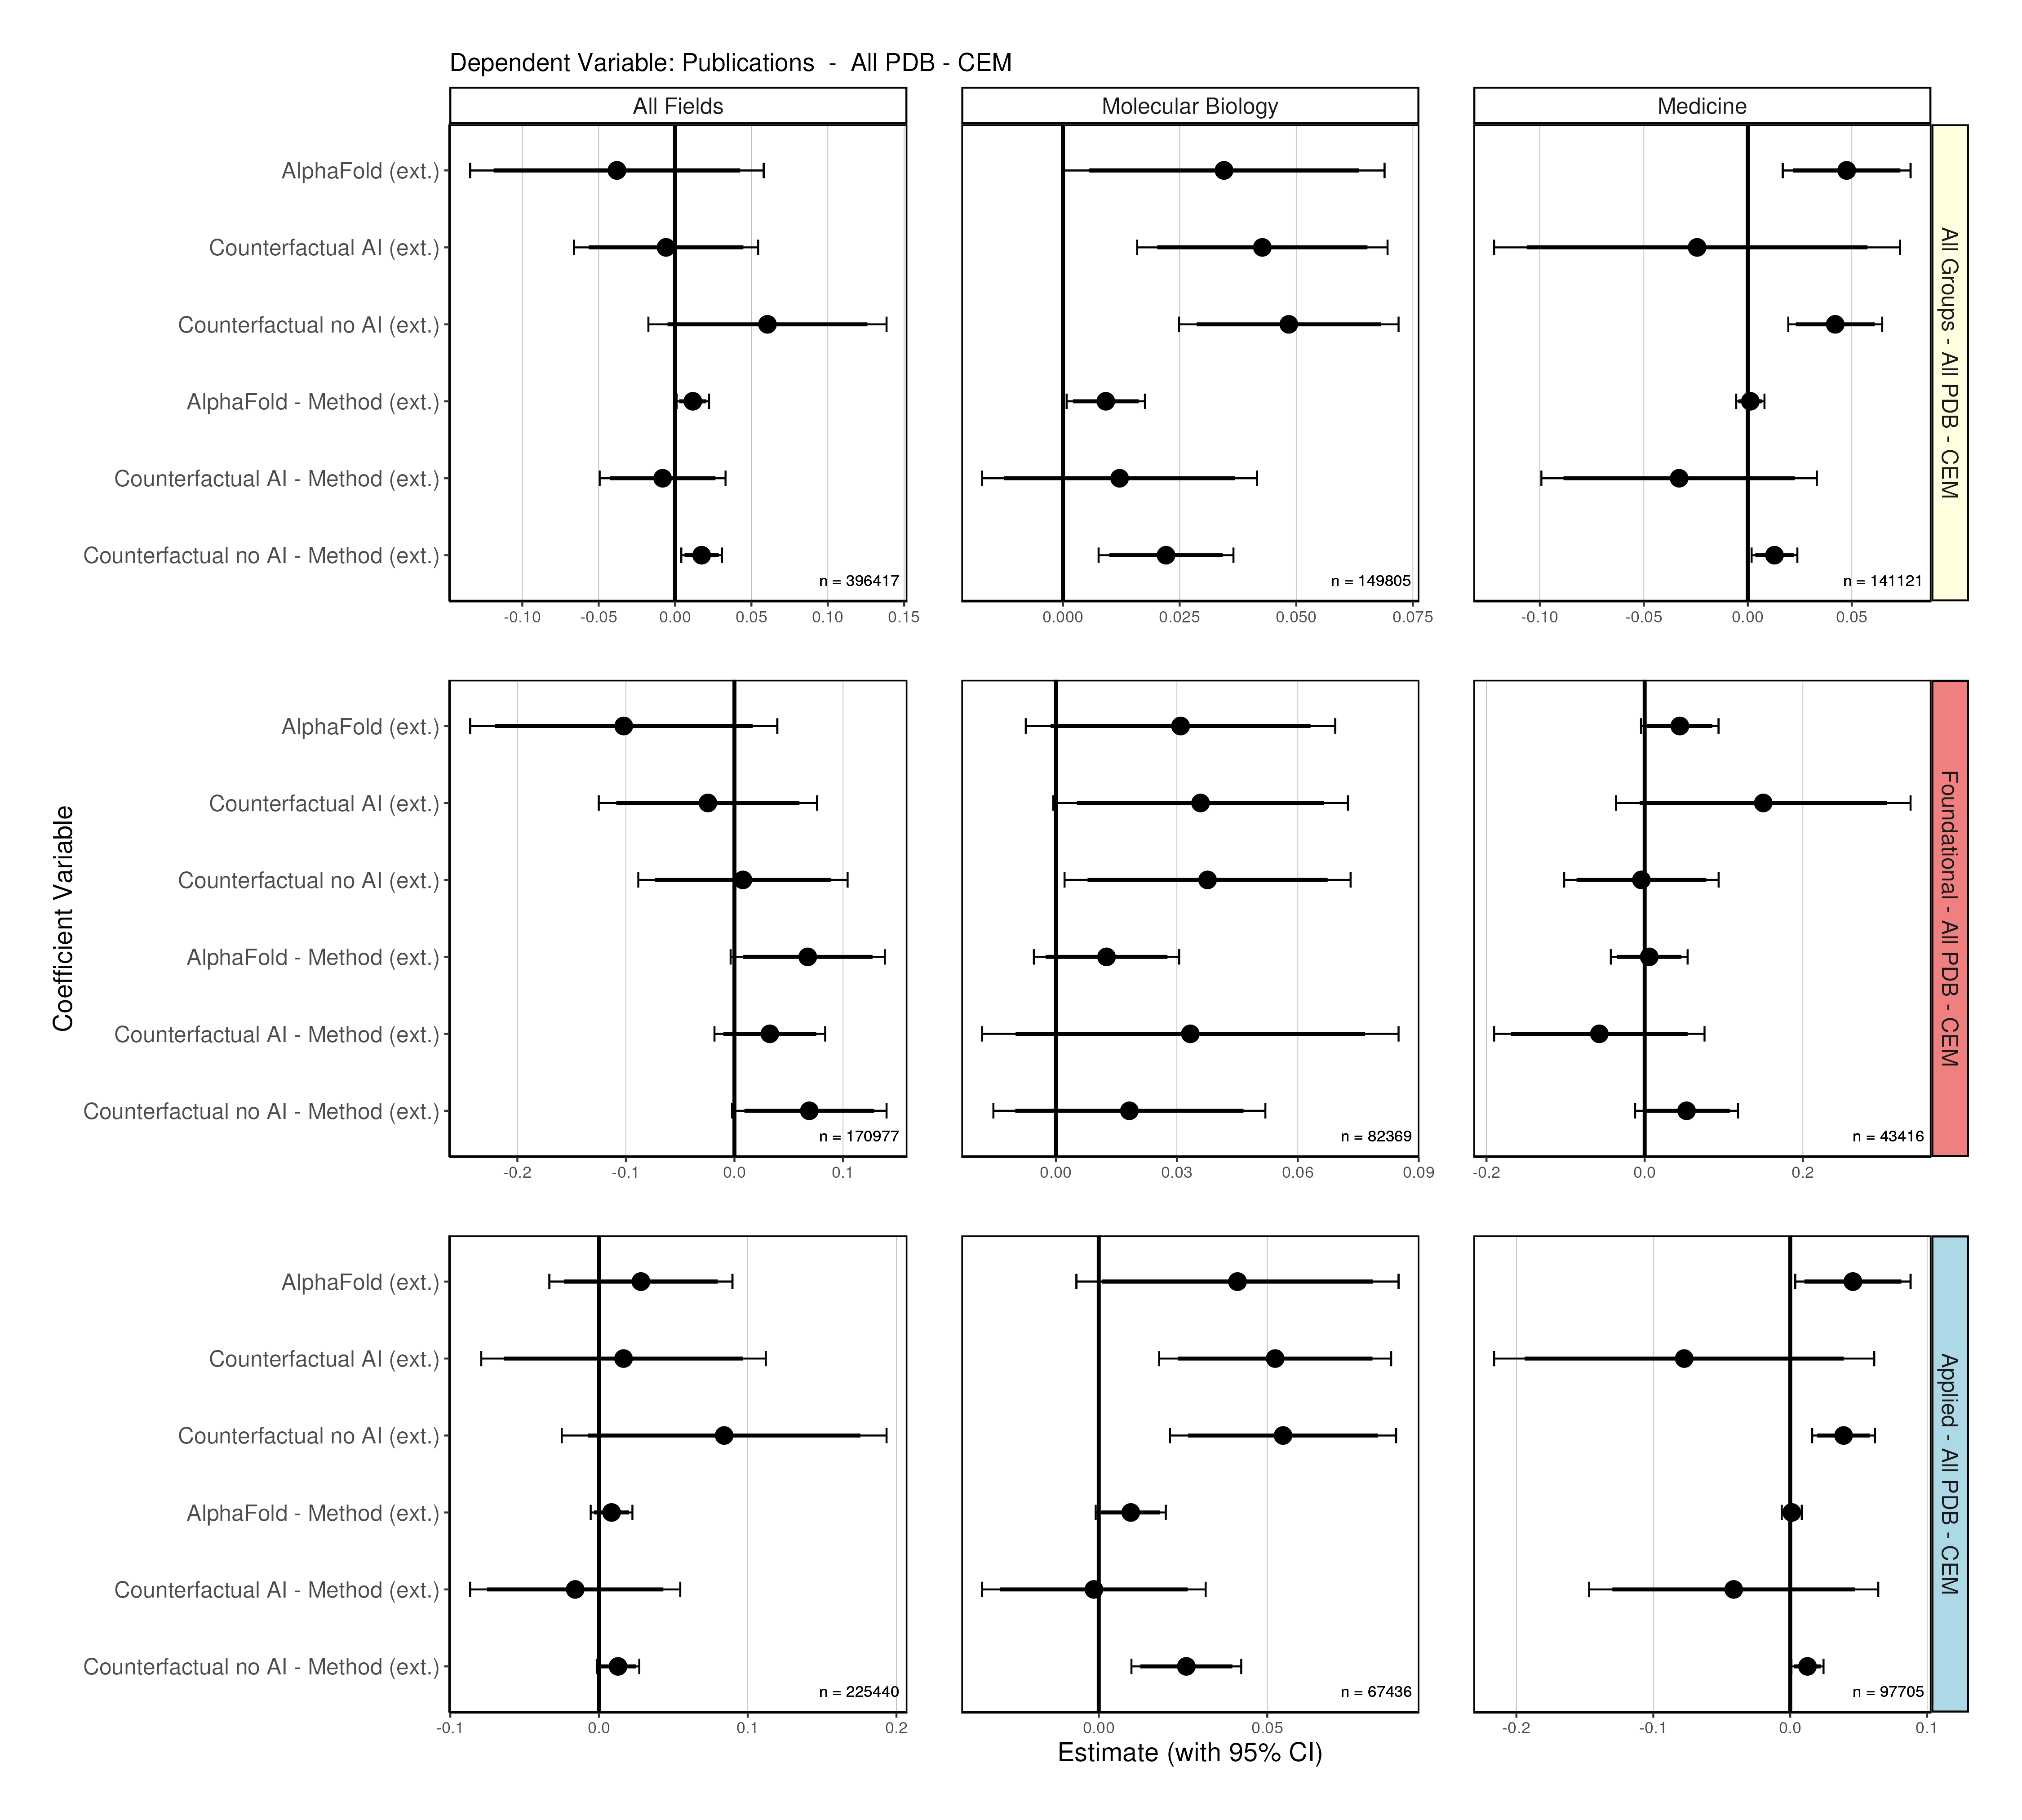 Dependent Variable: Publications - All PDB - CEM
All Fields
Molecular Biology
Medicine
AlphaFold (ext.)
Counterfactual AI (ext.)
Counterfactual no AI (ext.)
AlphaFold - Method (ext.)
Counterfactual AI - Method (ext.)
Counterfactual no AI - Method (ext.)
n = 396417
n = 149805
n = 141121
All Groups - All PDB - CEM
-0.10 -0.05 0.00 0.05 0.10 0.15
0.000 0.025 0.050 0.075
-0.10 -0.05 0.00 0.05
Coefficient Variable
AlphaFold (ext.)
Counterfactual AI (ext.)
Counterfactual no AI (ext.)
AlphaFold - Method (ext.)
Counterfactual AI - Method (ext.)
Counterfactual no AI - Method (ext.)
n = 170977
n = 82369
n = 43416
Foundational - All PDB - CEM
-0.2 -0.1 0.0 0.1
0.00 0.03 0.06 0.09
-0.2 0.0 0.2
AlphaFold (ext.)
Counterfactual AI (ext.)
Counterfactual no AI (ext.)
AlphaFold - Method (ext.)
Counterfactual AI - Method (ext.)
Counterfactual no AI - Method (ext.)
n = 225440
n = 67436
n = 97705
Applied - All PDB - CEM
-0.1 0.0 0.1 0.2
0.00 0.05
-0.2 -0.1 0.0 0.1
Estimate (with 95% CI)